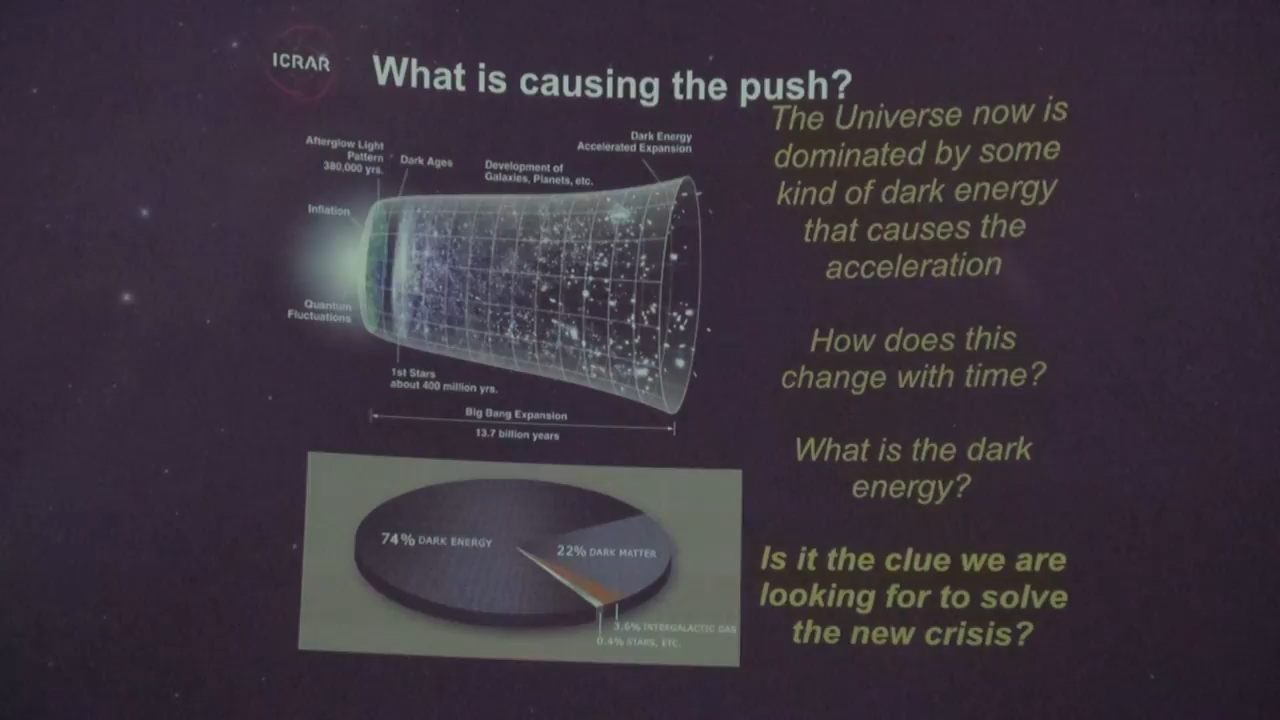 ICRAR
What is causing the push?
Afterglow Light
Pattern
380,000 yrs.
Dark Ages
Development of
Galaxies, Planets, etc.
Dark Energy
Accelerated Expansion
Inflation
Quantum
Fluctuations
1st Stars
about 400 million yrs.
Big Bang Expansion
13.7 billion years
74% DARK ENERGY
22% DARK MATTER
3.6% INTERGALACTIC GAS
0.4% STARS, ETC.
The Universe now is
dominated by some
kind of dark energy
that causes the
acceleration
How does this
change with time?
What is the dark
energy?
Is it the clue we are
looking for to solve
the new crisis?